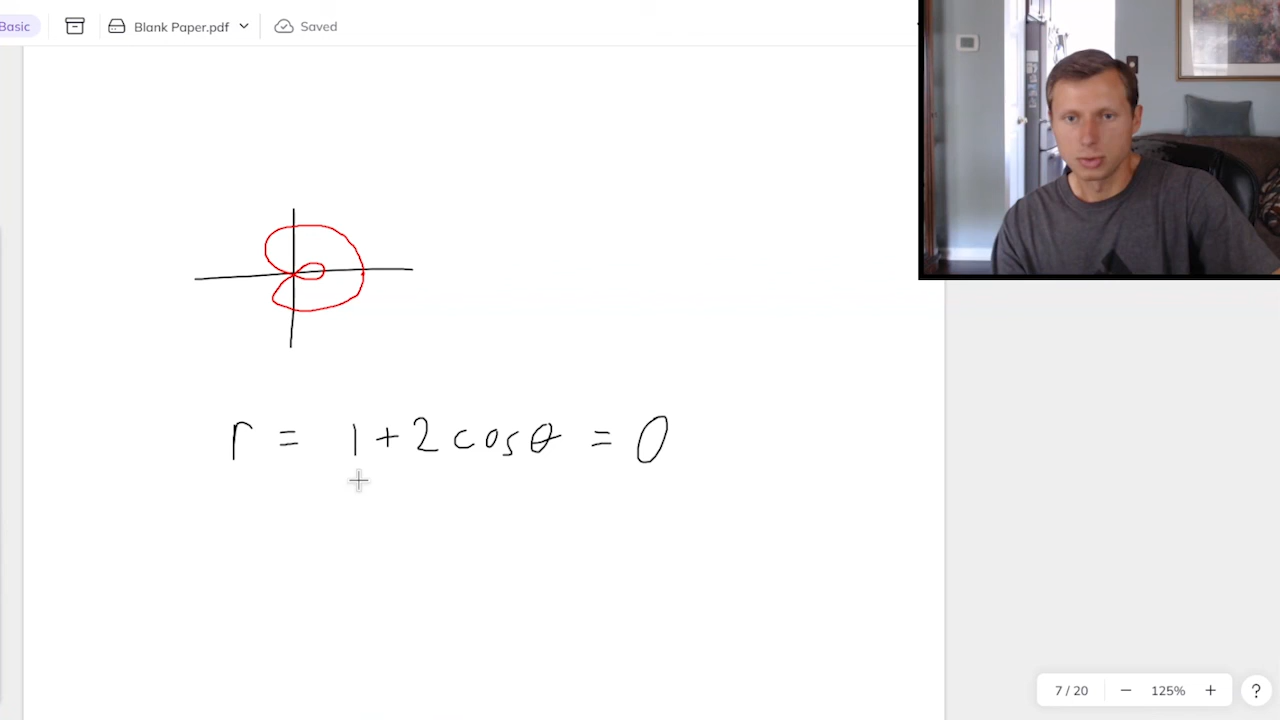 Basic Blank Paper.pdf Saved
r = 1 + 2 cos θ = 0
7 / 20 − 125% + ?